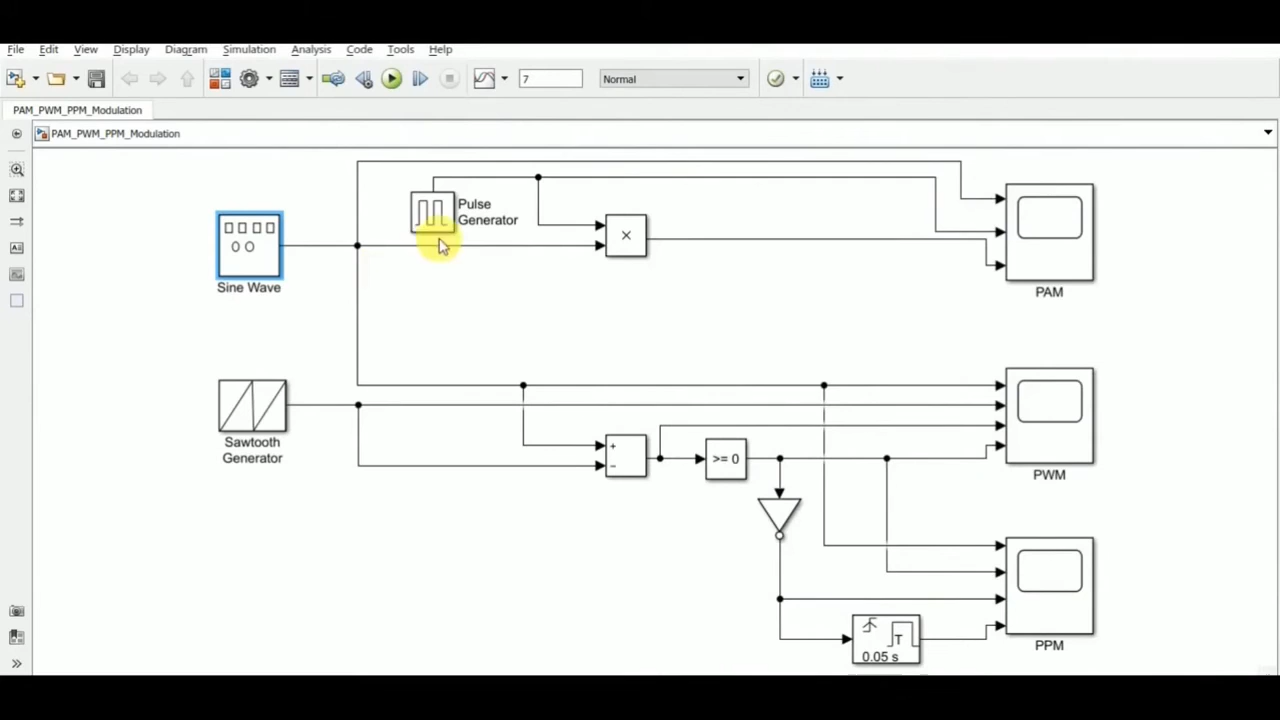 File Edit View Display Diagram Simulation Analysis Code Tools Help
7 Normal
PAM_PWM_PPM_Modulation
PAM_PWM_PPM_Modulation
Pulse
Generator
×
Sine Wave
PAM
Sawtooth
Generator
+
−
>= 0
PWM
T
0.05 s
PPM